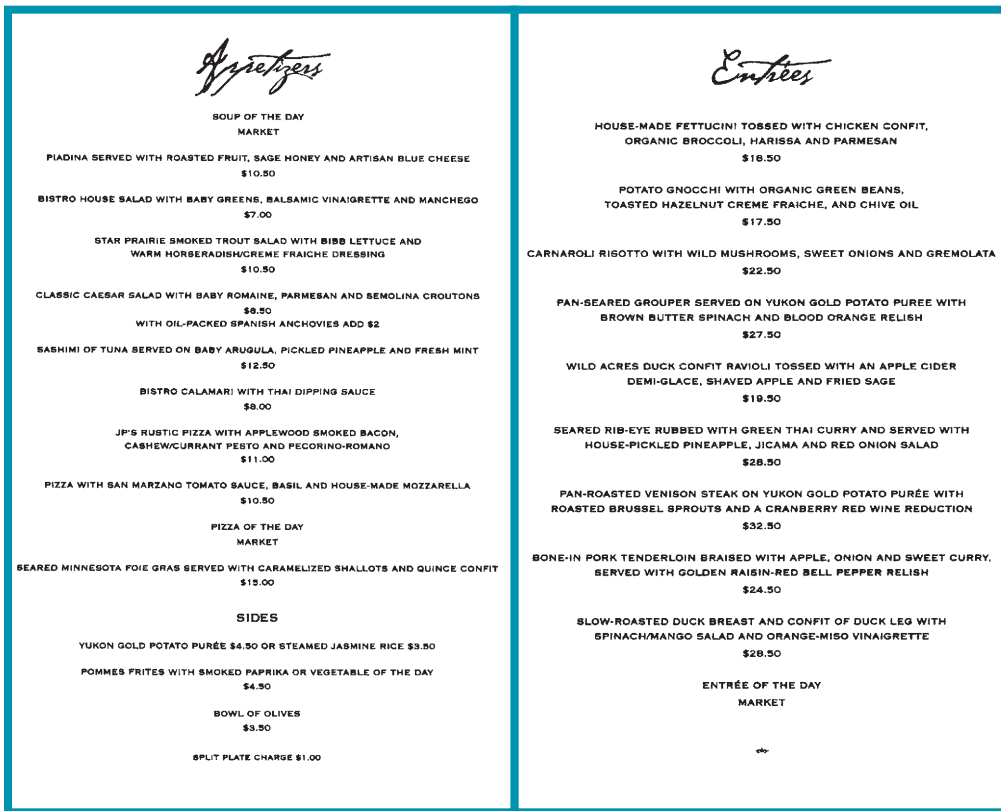 Appetizers
SOUP OF THE DAY
MARKET
PIADINA SERVED WITH ROASTED FRUIT, SAGE HONEY AND ARTISAN BLUE CHEESE
$10.50
BISTRO HOUSE SALAD WITH BABY GREENS, BALSAMIC VINAIGRETTE AND MANCHEGO
$7.00
STAR PRAIRIE SMOKED TROUT SALAD WITH BIBB LETTUCE AND
WARM HORSERADISH/CREME FRAICHE DRESSING
$10.50
CLASSIC CAESAR SALAD WITH BABY ROMAINE, PARMESAN AND SEMOLINA CROUTONS
$8.50
WITH OIL-PACKED SPANISH ANCHOVIES ADD $2
SASHIMI OF TUNA SERVED ON BABY ARUGULA, PICKLED PINEAPPLE AND FRESH MINT
$12.50
BISTRO CALAMARI WITH THAI DIPPING SAUCE
$8.00
JP'S RUSTIC PIZZA WITH APPLEWOOD SMOKED BACON,
CASHEW/CURRANT PESTO AND PECORINO-ROMANO
$11.00
PIZZA WITH SAN MARZANO TOMATO SAUCE, BASIL AND HOUSE-MADE MOZZARELLA
$10.50
PIZZA OF THE DAY
MARKET
SEARED MINNESOTA FOIE GRAS SERVED WITH CARAMELIZED SHALLOTS AND QUINCE CONFIT
$15.00
SIDES
YUKON GOLD POTATO PURÉE $4.50 OR STEAMED JASMINE RICE $3.50
POMMES FRITES WITH SMOKED PAPRIKA OR VEGETABLE OF THE DAY
$4.50
BOWL OF OLIVES
$3.50
SPLIT PLATE CHARGE $1.00
Entrées
HOUSE-MADE FETTUCINI TOSSED WITH CHICKEN CONFIT,
ORGANIC BROCCOLI, HARISSA AND PARMESAN
$18.50
POTATO GNOCCHI WITH ORGANIC GREEN BEANS,
TOASTED HAZELNUT CREME FRAICHE, AND CHIVE OIL
$17.50
CARNAROLI RISOTTO WITH WILD MUSHROOMS, SWEET ONIONS AND GREMOLATA
$22.50
PAN-SEARED GROUPER SERVED ON YUKON GOLD POTATO PUREE WITH
BROWN BUTTER SPINACH AND BLOOD ORANGE RELISH
$27.50
WILD ACRES DUCK CONFIT RAVIOLI TOSSED WITH AN APPLE CIDER
DEMI-GLACE, SHAVED APPLE AND FRIED SAGE
$19.50
SEARED RIB-EYE RUBBED WITH GREEN THAI CURRY AND SERVED WITH
HOUSE-PICKLED PINEAPPLE, JICAMA AND RED ONION SALAD
$28.50
PAN-ROASTED VENISON STEAK ON YUKON GOLD POTATO PURÉE WITH
ROASTED BRUSSEL SPROUTS AND A CRANBERRY RED WINE REDUCTION
$32.50
BONE-IN PORK TENDERLOIN BRAISED WITH APPLE, ONION AND SWEET CURRY,
SERVED WITH GOLDEN RAISIN-RED BELL PEPPER RELISH
$24.50
SLOW-ROASTED DUCK BREAST AND CONFIT OF DUCK LEG WITH
SPINACH/MANGO SALAD AND ORANGE-MISO VINAIGRETTE
$28.50
ENTRÉE OF THE DAY
MARKET